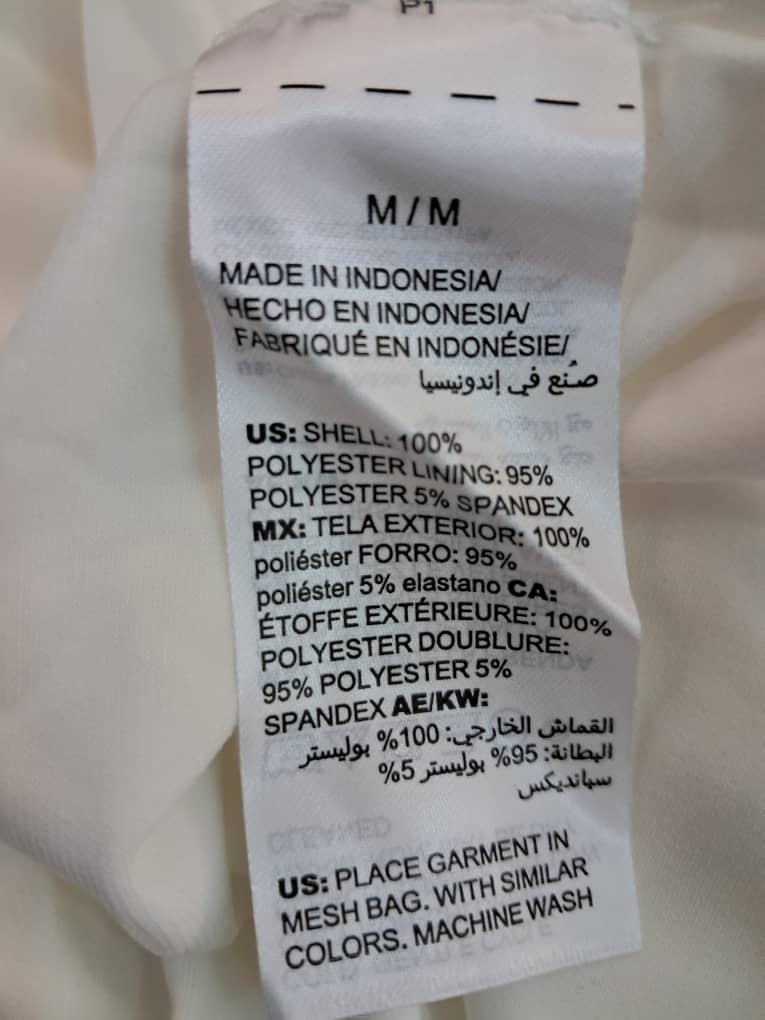 P1
M / M
MADE IN INDONESIA/
HECHO EN INDONESIA/
FABRIQUÉ EN INDONÉSIE/
صُنع في إندونيسيا
US: SHELL: 100%
POLYESTER LINING: 95%
POLYESTER 5% SPANDEX
MX: TELA EXTERIOR: 100%
poliéster FORRO: 95%
poliéster 5% elastano CA:
ÉTOFFE EXTÉRIEURE: 100%
POLYESTER DOUBLURE:
95% POLYESTER 5%
SPANDEX AE/KW:
القماش الخارجي: 100% بوليستر
البطانة: 95% بوليستر 5%
سبانديكس
US: PLACE GARMENT IN
MESH BAG. WITH SIMILAR
COLORS. MACHINE WASH